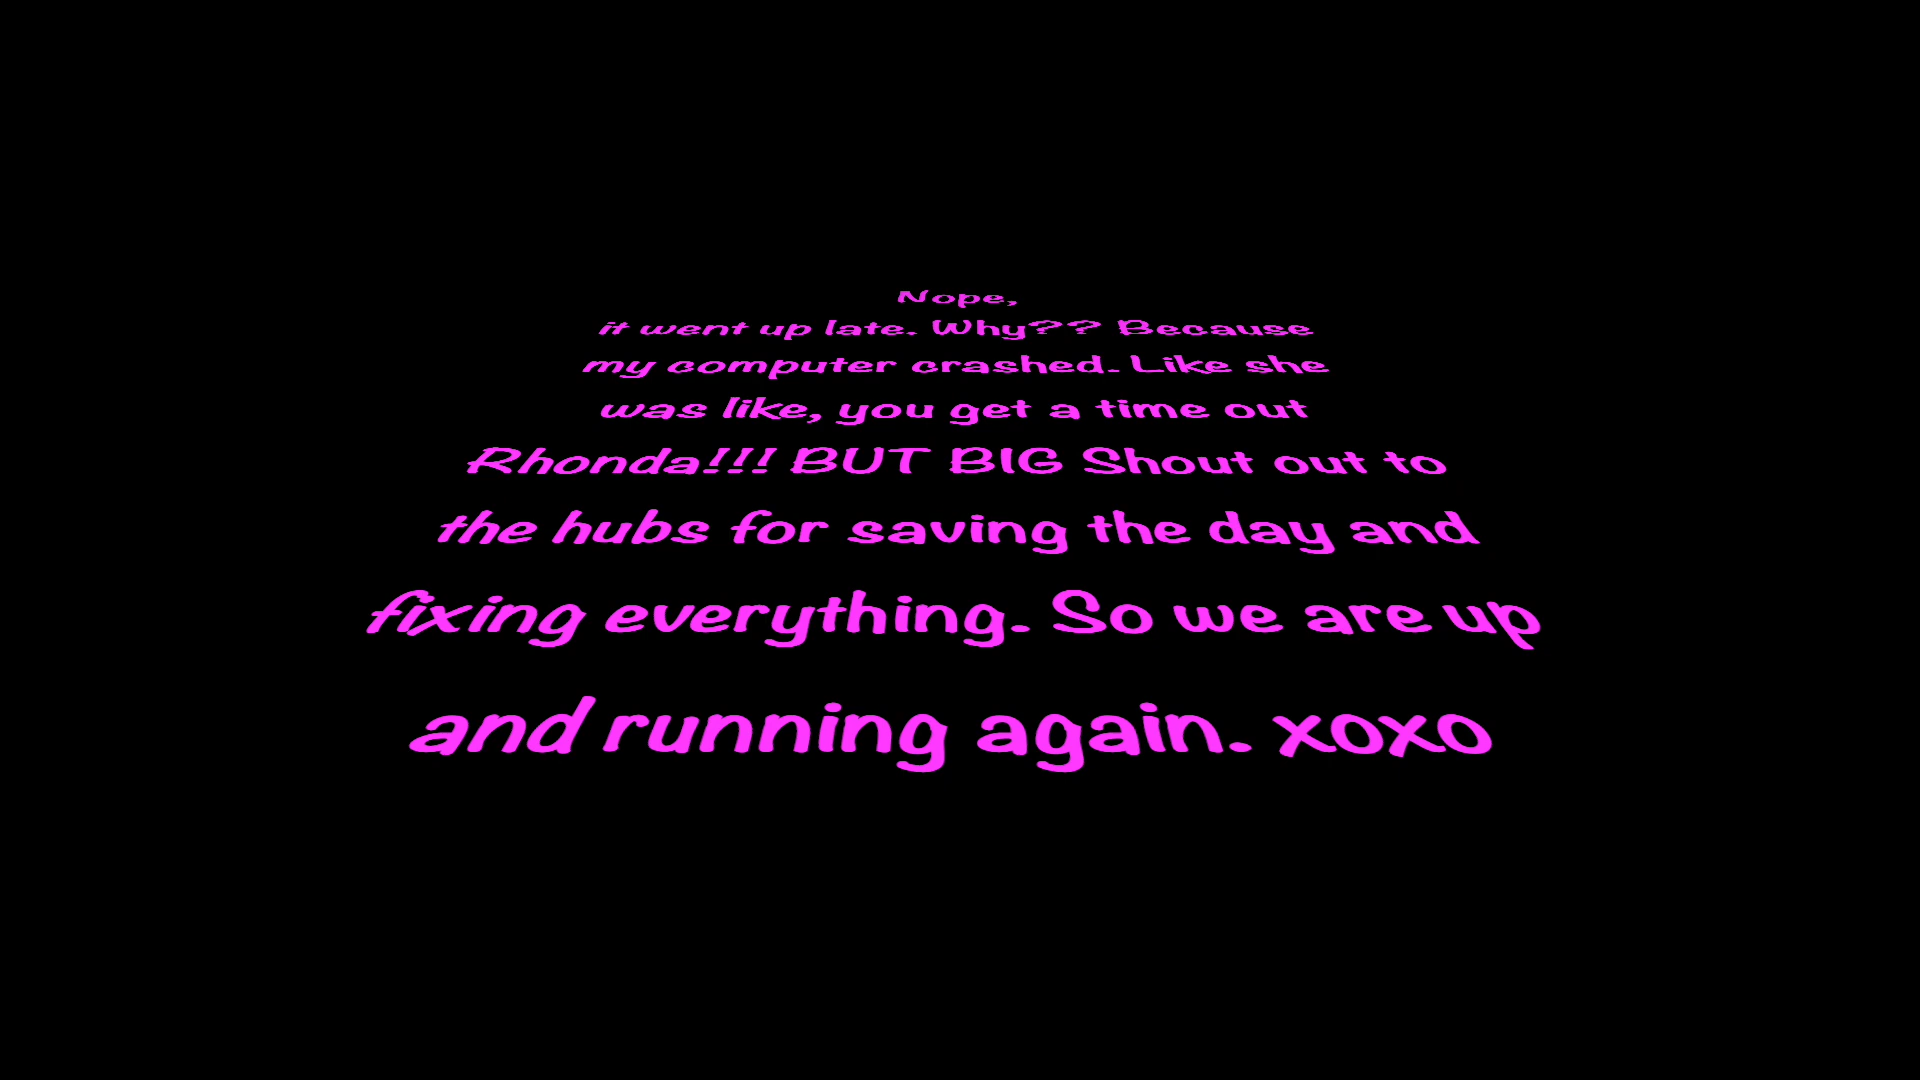 Nope,
it went up late. Why?? Because
my computer crashed. Like she
was like, you get a time out
Rhonda!!! BUT BIG Shout out to
the hubs for saving the day and
fixing everything. So we are up
and running again. xoxo